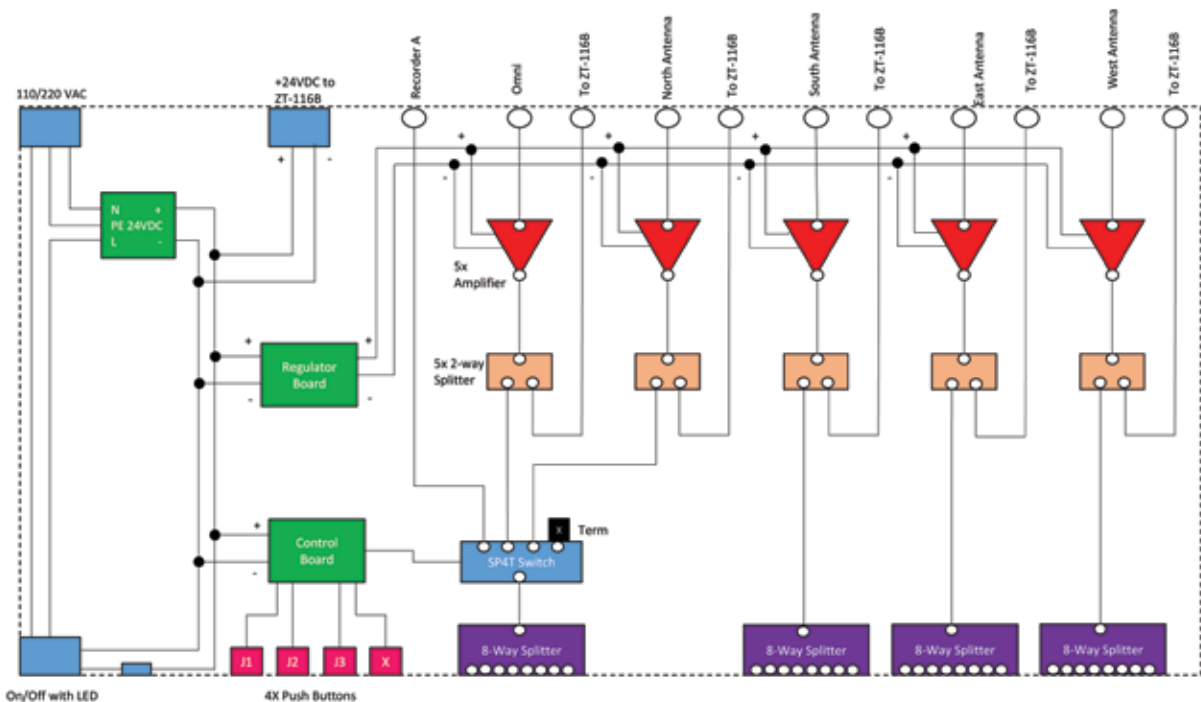 Recorder A
Omni
To ZT-116B
North Antenna
To ZT-116B
South Antenna
To ZT-116B
East Antenna
To ZT-116B
West Antenna
To ZT-116B
110/220 VAC
+24VDC to
ZT-116B
+ -
+ + + +
- - - -
N +
PE 24VDC
L -
5x
Amplifier
+ +
Regulator
Board
- -
5x 2-way
Splitter
+
Control
Board
-
X Term
SP4T Switch
J1 J2 J3 X
8-Way Splitter
8-Way Splitter
8-Way Splitter
8-Way Splitter
On/Off with LED
4X Push Buttons